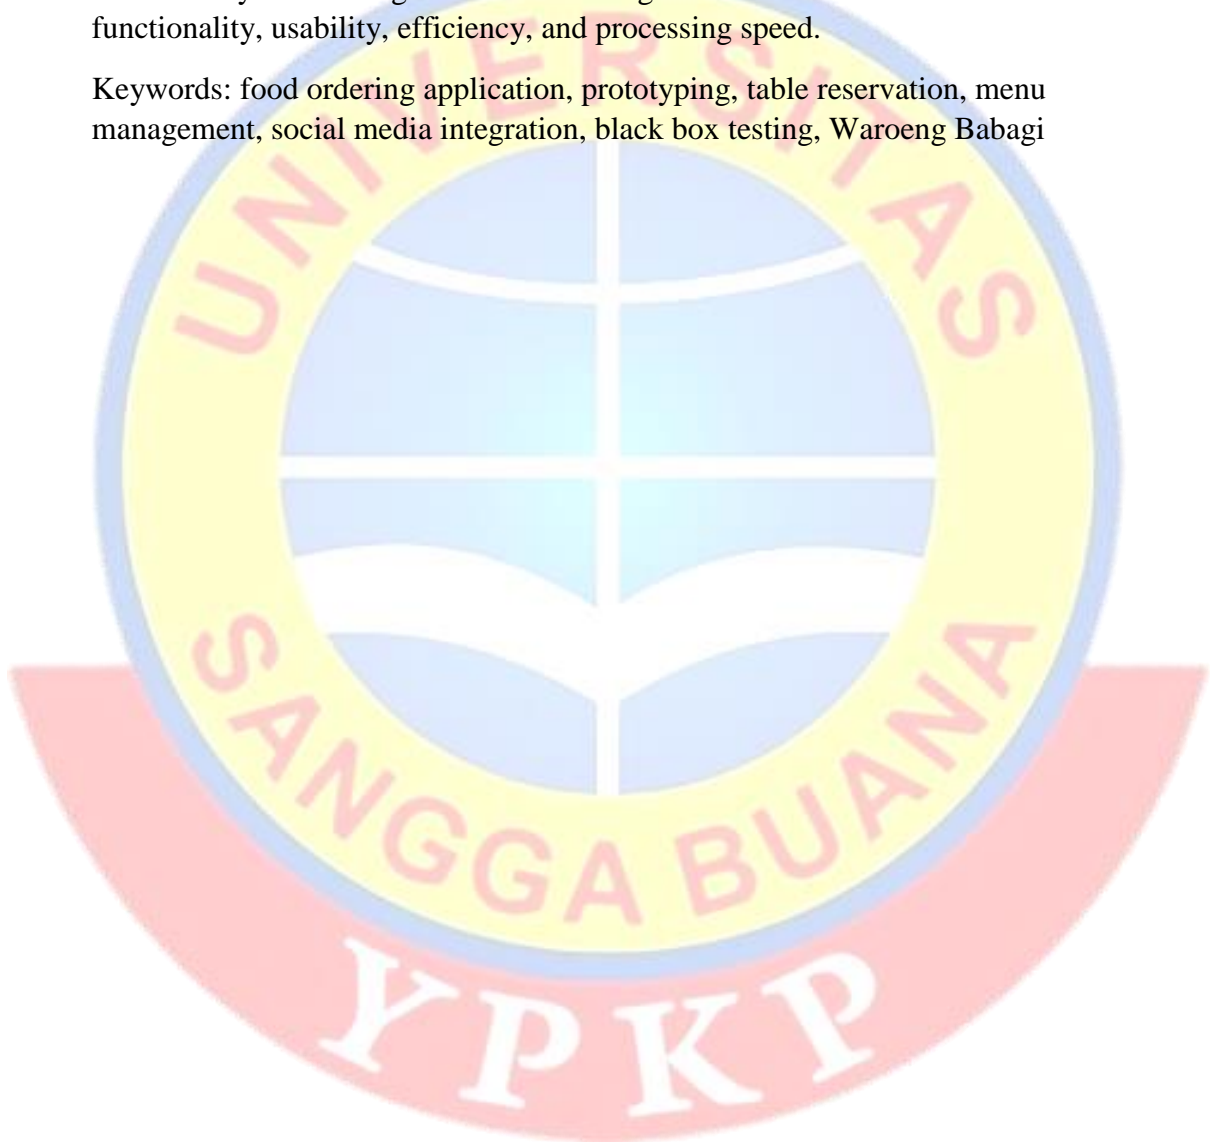 functionality, usability, efficiency, and processing speed.
Keywords: food ordering application, prototyping, table reservation, menu
management, social media integration, black box testing, Waroeng Babagi
UNIVERSITAS
SANGGA BUANA
YPKP